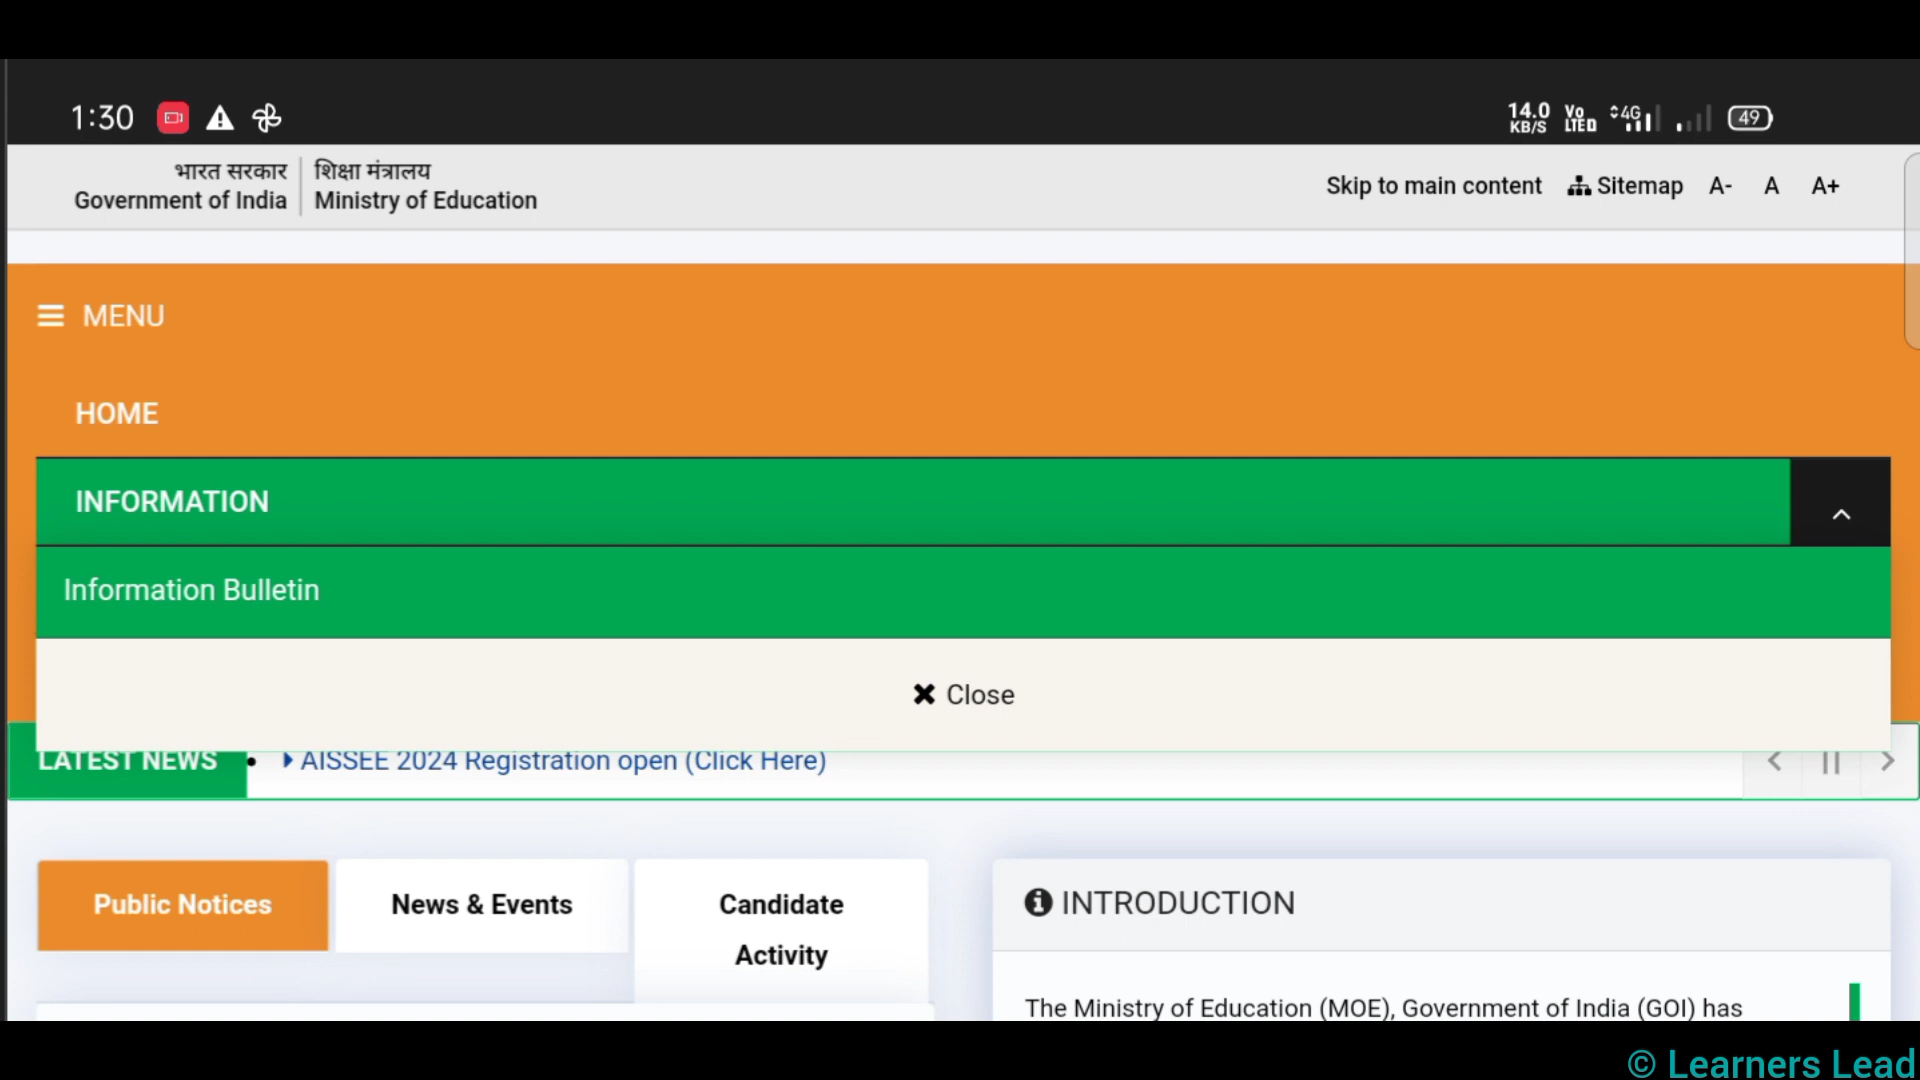 1:30
14.0 KB/S Vo LTE 4G 49
भारत सरकार
Government of India
शिक्षा मंत्रालय
Ministry of Education
Skip to main content Sitemap A- A A+
MENU
HOME
INFORMATION
Information Bulletin
Close
LATEST NEWS
AISSEE 2024 Registration open (Click Here)
Public Notices
News & Events
Candidate
Activity
INTRODUCTION
The Ministry of Education (MOE), Government of India (GOI) has
© Learners Lead